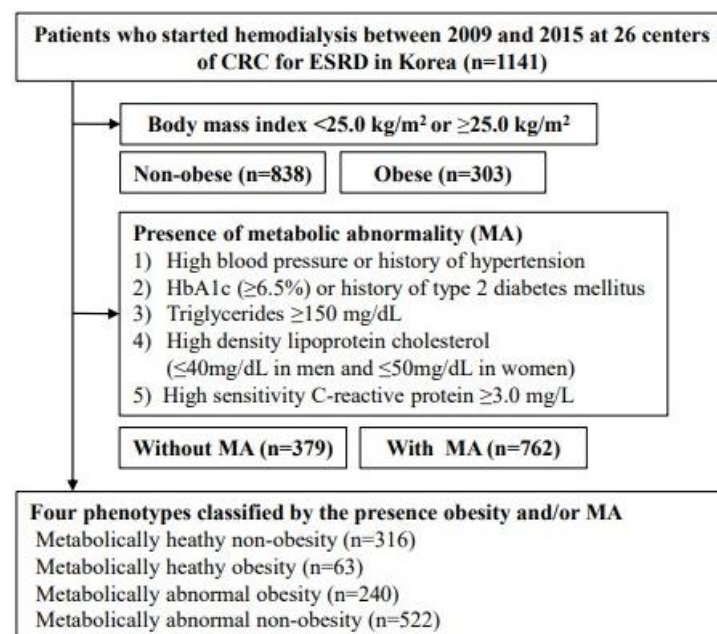 Patients who started hemodialysis between 2009 and 2015 at 26 centers
of CRC for ESRD in Korea (n=1141)
Body mass index <25.0 kg/m² or ≥25.0 kg/m²
Non-obese (n=838)
Obese (n=303)
Presence of metabolic abnormality (MA)
1) High blood pressure or history of hypertension
2) HbA1c (≥6.5%) or history of type 2 diabetes mellitus
3) Triglycerides ≥150 mg/dL
4) High density lipoprotein cholesterol
(≤40mg/dL in men and ≤50mg/dL in women)
5) High sensitivity C-reactive protein ≥3.0 mg/L
Without MA (n=379)
With MA (n=762)
Four phenotypes classified by the presence obesity and/or MA
Metabolically heathy non-obesity (n=316)
Metabolically heathy obesity (n=63)
Metabolically abnormal obesity (n=240)
Metabolically abnormal non-obesity (n=522)